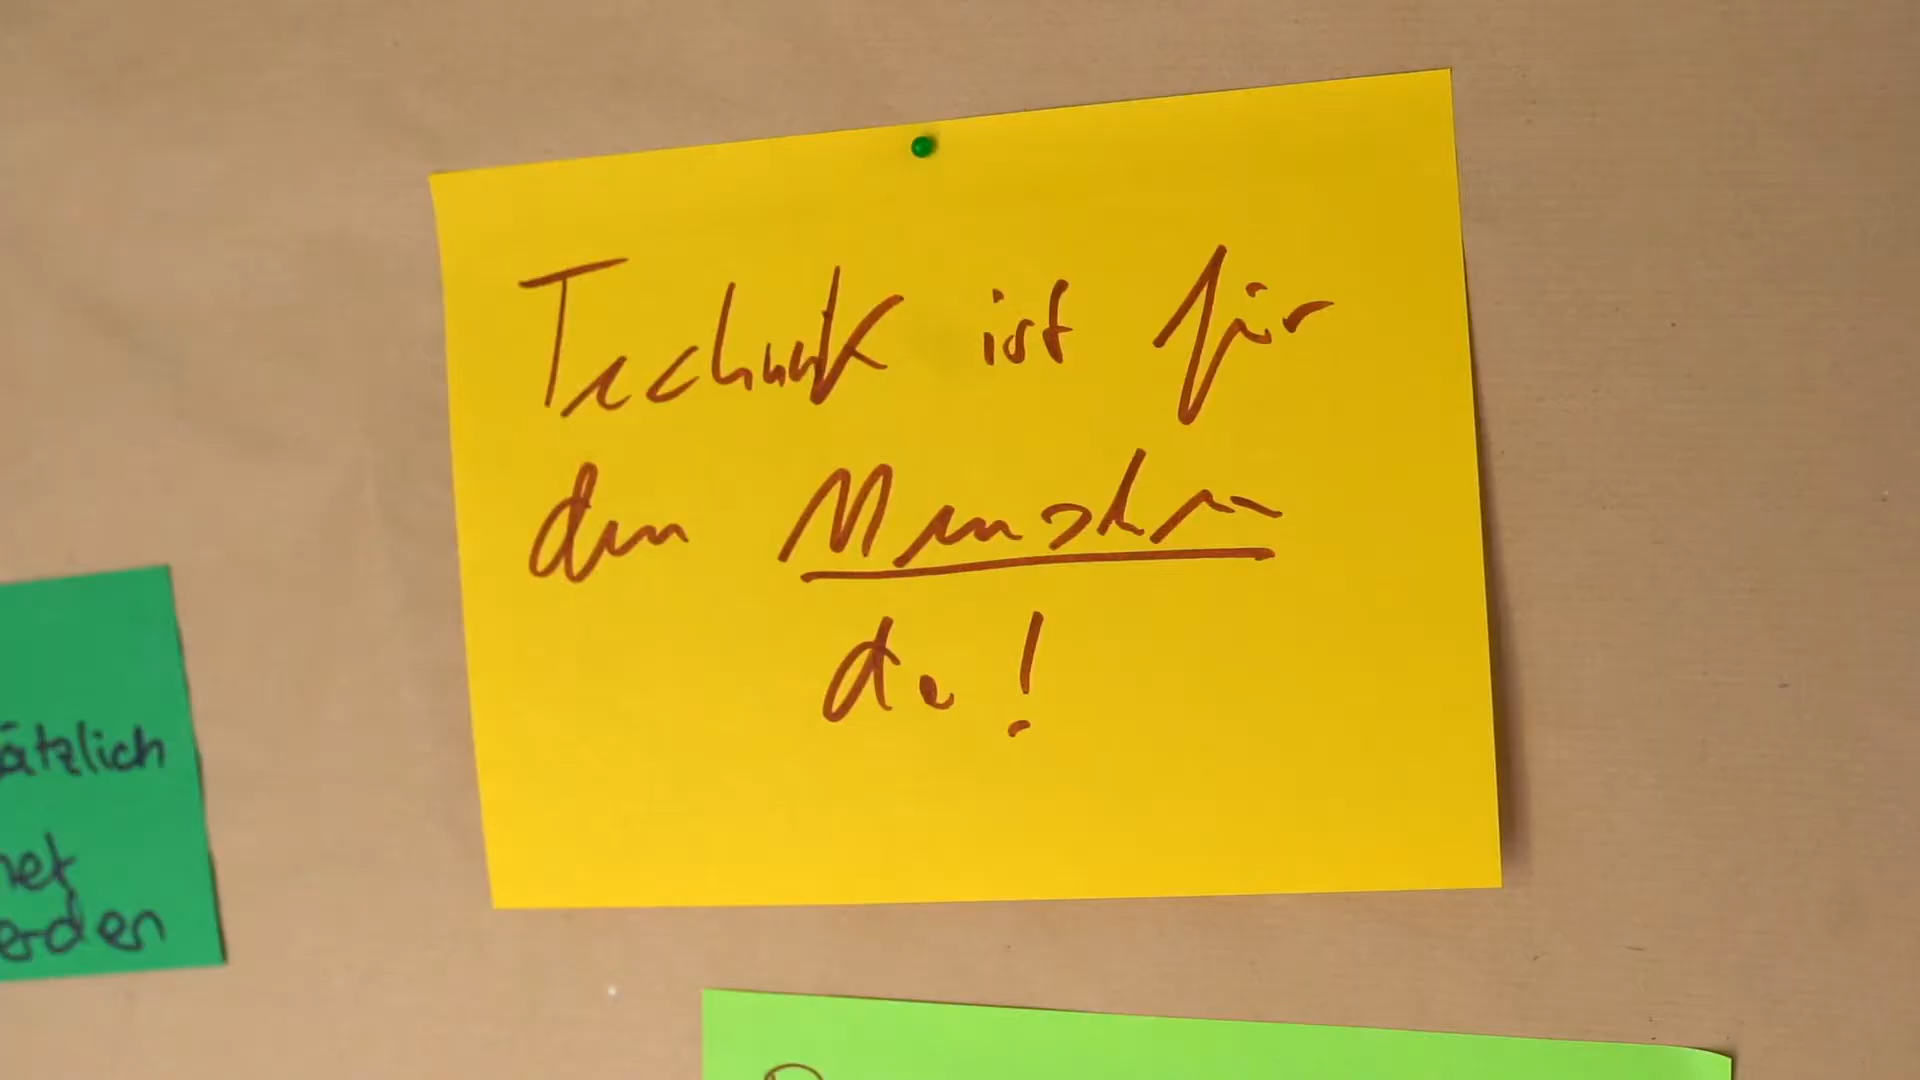 Technik ist für
den Menschen
da!
ätzlich
net
erden